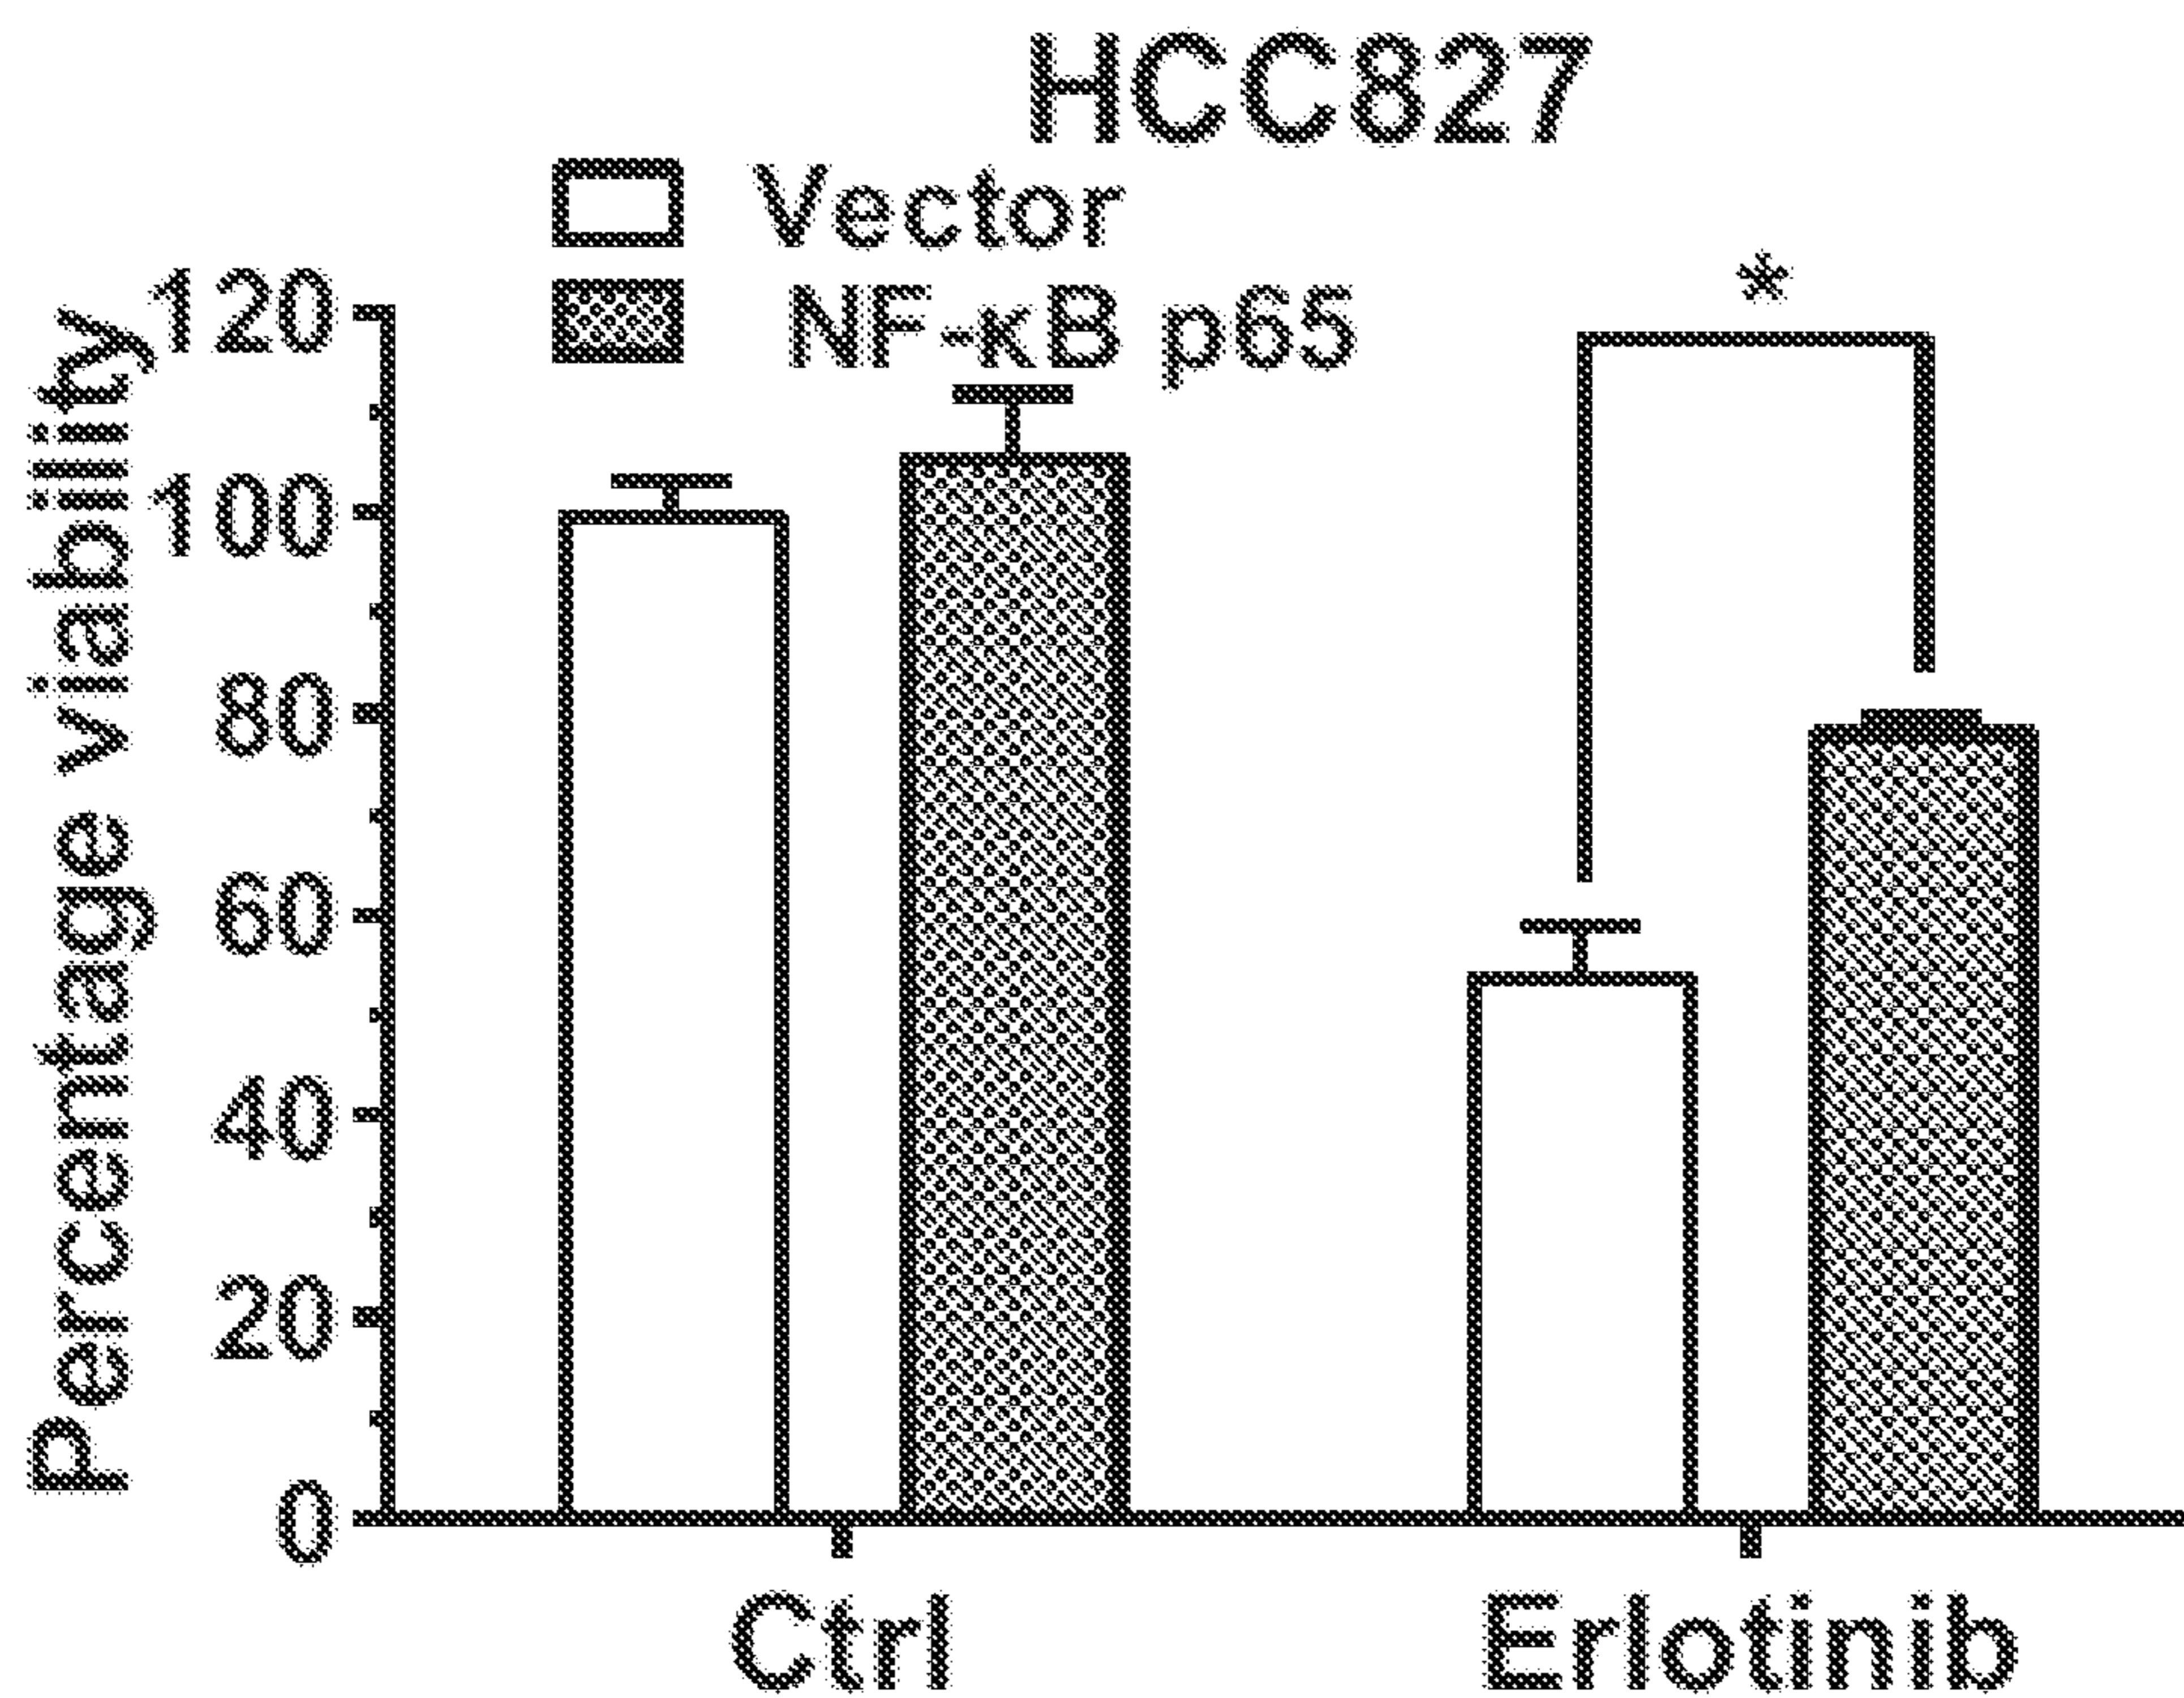 HCC827
Vector
NF-κB p65
*
Percentage viability
120
100
80
60
40
20
0
Ctrl
Erlotinib